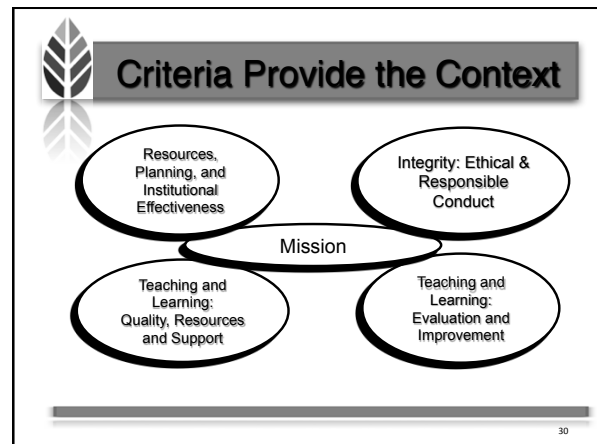 Criteria Provide the Context
Resources,
Planning, and
Institutional
Effectiveness
Integrity: Ethical &
Responsible
Conduct
Mission
Teaching and
Learning:
Quality, Resources
and Support
Teaching and
Learning:
Evaluation and
Improvement
30